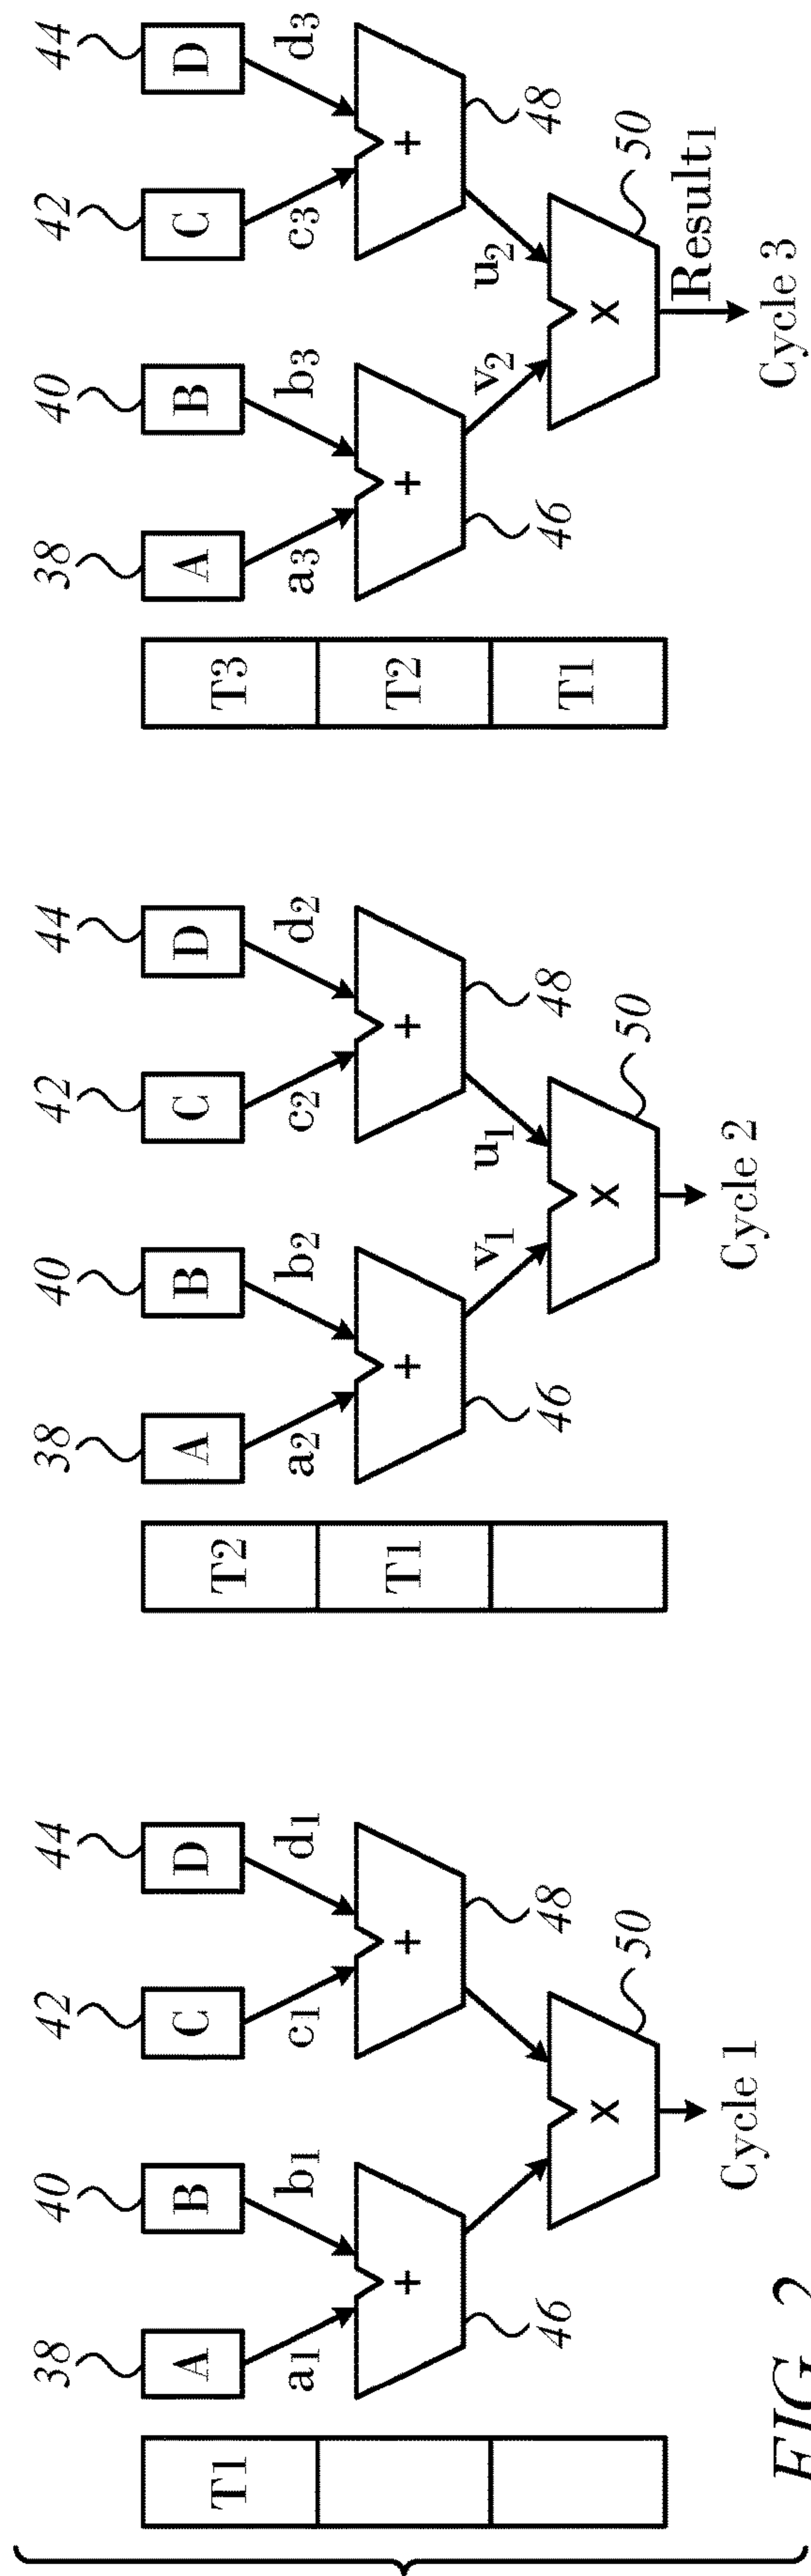 38 40 42 44
A B C D
T1
a1 b1 c1 d1
+ +
46 48
x
50
Cycle 1
38 40 42 44
A B C D
T2
a2 b2 c2 d2
T1
+ +
46 48
v1 u1
x
50
Cycle 2
38 40 42 44
A B C D
T3
a3 b3 c3 d3
T2
+ +
46 48
v2 u2
T1
x
50
Result1
Cycle 3
FIG. 2